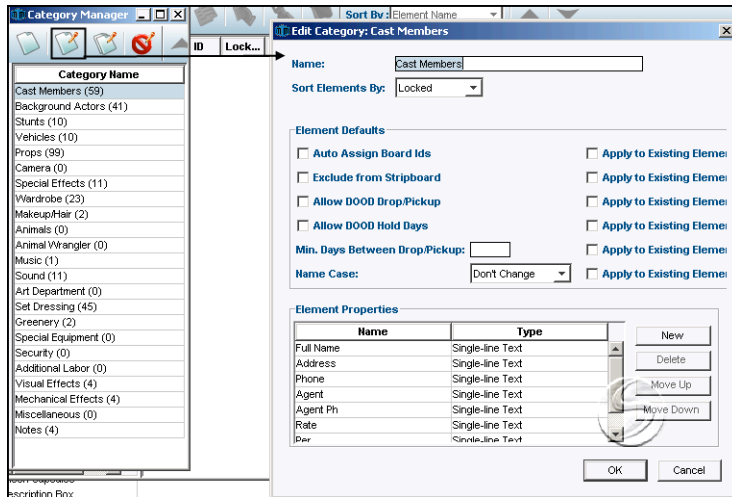 Category Manager
Sort By : Element Name
ID Lock...
Category Name
Cast Members (59)
Background Actors (41)
Stunts (10)
Vehicles (10)
Props (99)
Camera (0)
Special Effects (11)
Wardrobe (23)
Makeup/Hair (2)
Animals (0)
Animal Wrangler (0)
Music (1)
Sound (11)
Art Department (0)
Set Dressing (45)
Greenery (2)
Special Equipment (0)
Security (0)
Additional Labor (0)
Visual Effects (4)
Mechanical Effects (4)
Miscellaneous (0)
Notes (4)
Edit Category: Cast Members
Name: Cast Members
Sort Elements By: Locked
Element Defaults
Auto Assign Board Ids Apply to Existing Elemen
Exclude from Stripboard Apply to Existing Elemen
Allow DOOD Drop/Pickup Apply to Existing Elemen
Allow DOOD Hold Days Apply to Existing Elemen
Min. Days Between Drop/Pickup: Apply to Existing Elemen
Name Case: Don't Change Apply to Existing Elemen
Element Properties
Name Type
Full Name Single-line Text
Address Single-line Text
Phone Single-line Text
Agent Single-line Text
Agent Ph Single-line Text
Rate Single-line Text
Per Single-line Text
New
Delete
Move Up
Move Down
OK Cancel
escription Box